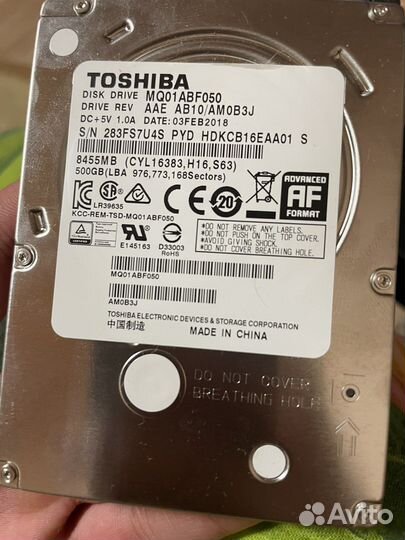 TOSHIBA
DISK DRIVE MQ01ABF050
DRIVE REV AAE AB10/AM0B3J
DC+5V 1.0A DATE: 03FEB2018
S/N 283FS7U4S PYD HDKCB16EAA01 S
8455MB (CYL16383,H16,S63)
500GB(LBA 976,773,168Sectors)
ADVANCED
AF
FORMAT
LR39635
20
KCC-REM-TSD-MQ01ABF050
E145163
D33003
RoHS
•DO NOT REMOVE ANY LABELS.
•DO NOT PUSH ON TOP COVER.
•AVOID EXCESSIVE SHOCK!
•DO NOT COVER BREATHING HOLE.
MQ01ABF050
AM0B3J
TOSHIBA ELECTRONIC DEVICES & STORAGE CORPORATION
中国制造
MADE IN CHINA
DO NOT COVER
BREATHING HOLE
Avito